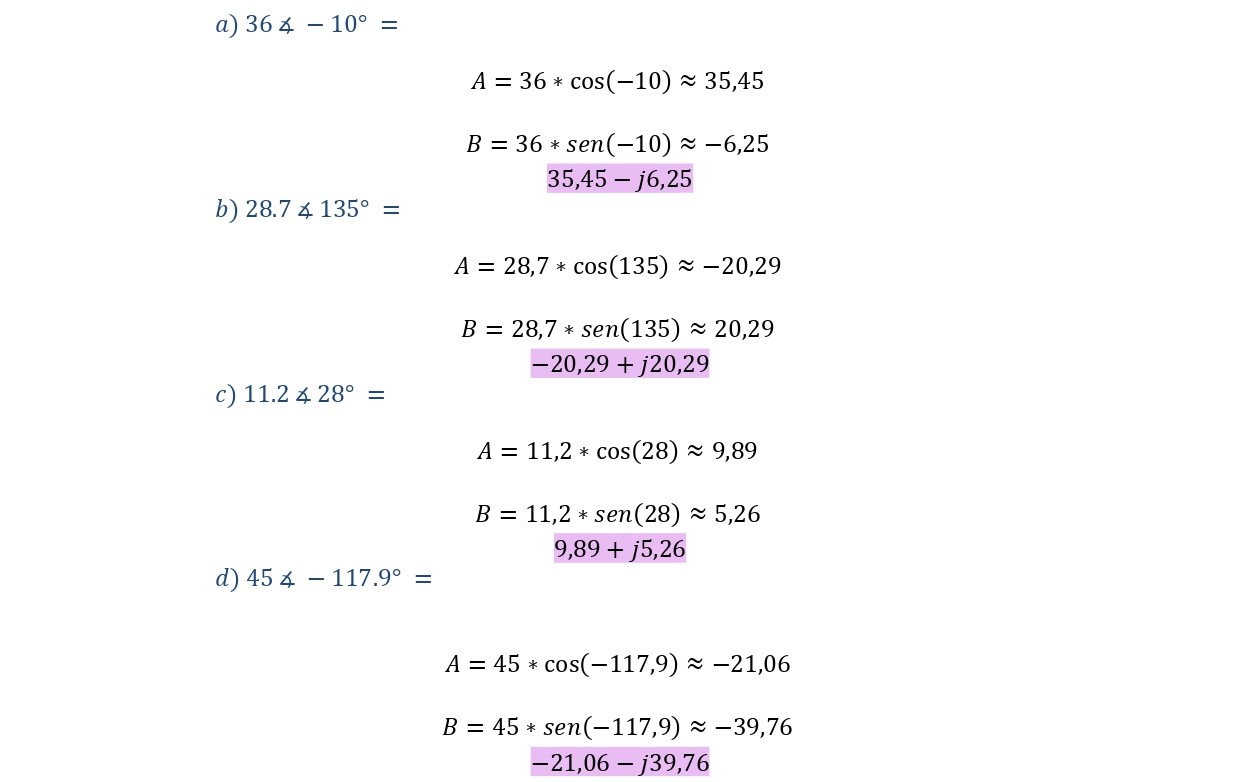 a) 36 ∡ − 10° =
A = 36 ∗ cos(−10) ≈ 35,45
B = 36 ∗ sen(−10) ≈ −6,25
35,45 − j6,25
b) 28.7 ∡ 135° =
A = 28,7 ∗ cos(135) ≈ −20,29
B = 28,7 ∗ sen(135) ≈ 20,29
−20,29 + j20,29
c) 11.2 ∡ 28° =
A = 11,2 ∗ cos(28) ≈ 9,89
B = 11,2 ∗ sen(28) ≈ 5,26
9,89 + j5,26
d) 45 ∡ − 117.9° =
A = 45 ∗ cos(−117,9) ≈ −21,06
B = 45 ∗ sen(−117,9) ≈ −39,76
−21,06 − j39,76